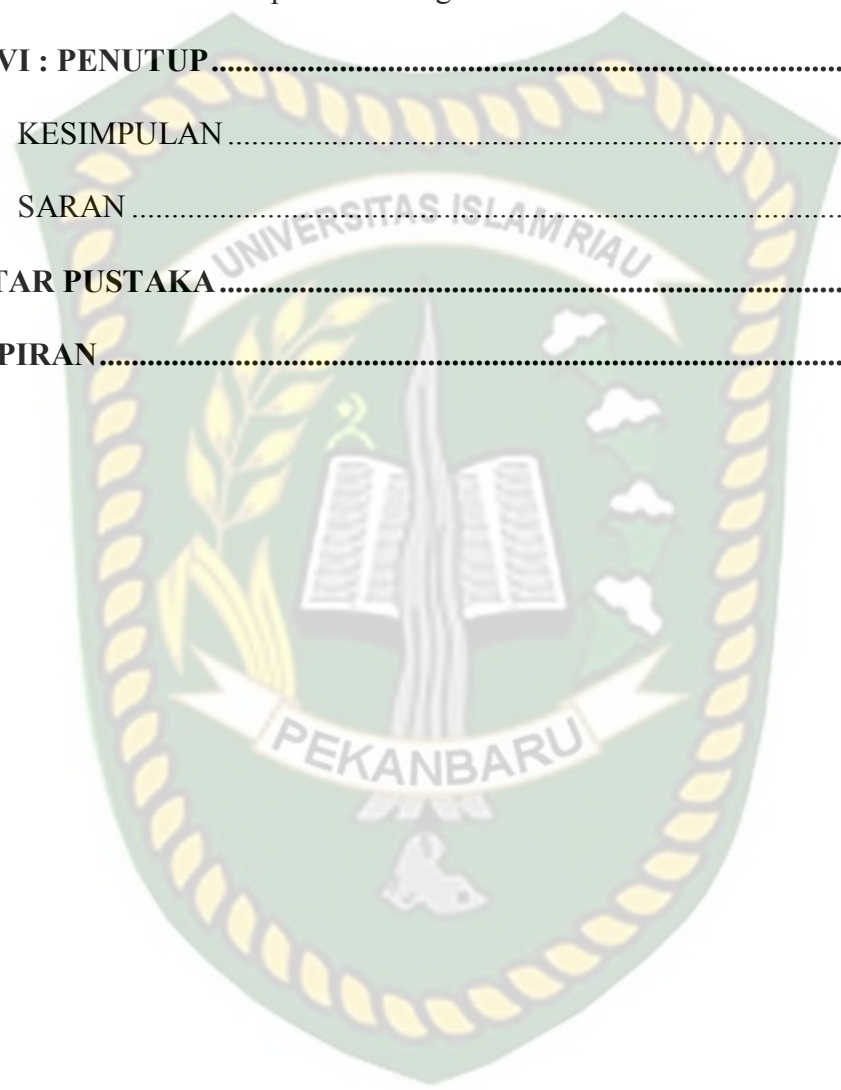 VI : PENUTUP
KESIMPULAN
SARAN
TAR PUSTAKA
PIRAN
UNIVERSITAS ISLAM RIAU
PEKANBARU